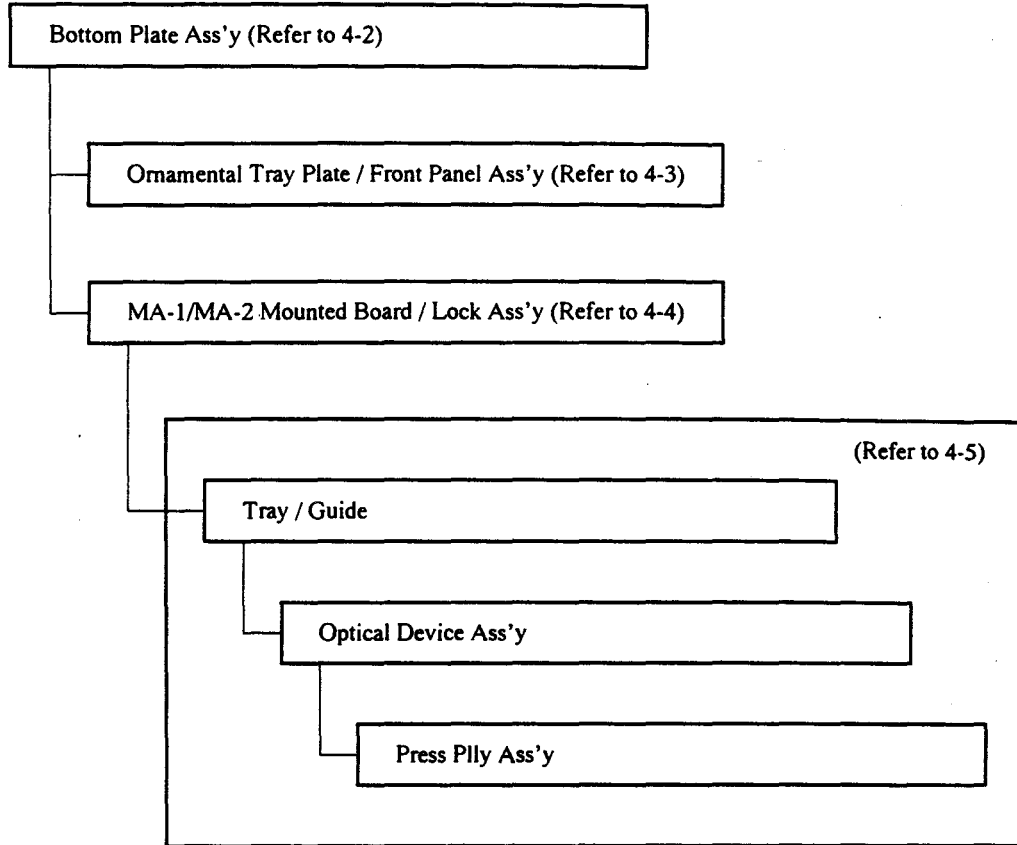 Bottom Plate Ass'y (Refer to 4-2)
Ornamental Tray Plate / Front Panel Ass'y (Refer to 4-3)
MA-1/MA-2 Mounted Board / Lock Ass'y (Refer to 4-4)
(Refer to 4-5)
Tray / Guide
Optical Device Ass'y
Press Plly Ass'y